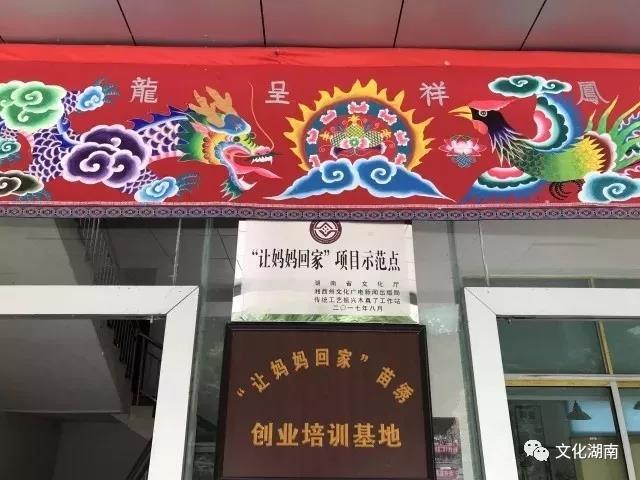 龍呈祥鳳
“让妈妈回家”项目示范点
湖南省文化厅
湘西州文化广电新闻出版局
传统工艺振兴木真了工作站
二〇一七年八月
“让妈妈回家”苗绣
创业培训基地
文化湖南